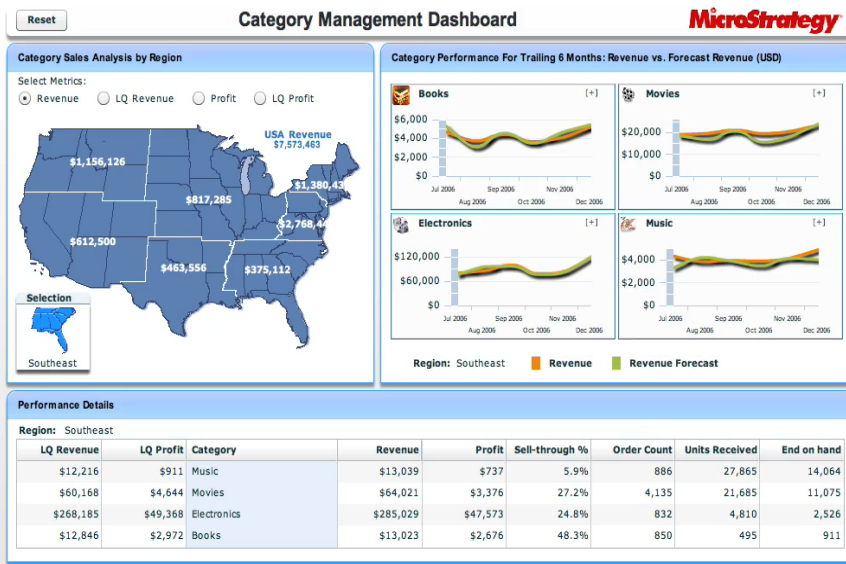 Reset
Category Management Dashboard
MicroStrategy
Category Sales Analysis by Region
Select Metrics:
Revenue LQ Revenue Profit LQ Profit
USA Revenue
$7,573,463
$1,156,126
$817,285
$1,380,43
$2,768,4
$612,500
$463,556
$375,112
Selection
Southeast
Category Performance For Trailing 6 Months: Revenue vs. Forecast Revenue (USD)
Books [+]
$6,000
$4,000
$2,000
$0
Jul 2006 Sep 2006 Nov 2006
Aug 2006 Oct 2006 Dec 2006
Movies [+]
$20,000
$10,000
$0
Jul 2006 Sep 2006 Nov 2006
Aug 2006 Oct 2006 Dec 2006
Electronics [+]
$120,000
$60,000
$0
Jul 2006 Sep 2006 Nov 2006
Aug 2006 Oct 2006 Dec 2006
Music [+]
$4,000
$2,000
$0
Jul 2006 Sep 2006 Nov 2006
Aug 2006 Oct 2006 Dec 2006
Region: Southeast Revenue Revenue Forecast
Performance Details
Region: Southeast
LQ Revenue LQ Profit Category Revenue Profit Sell-through % Order Count Units Received End on hand
$12,216 $911 Music $13,039 $737 5.9% 886 27,865 14,064
$60,168 $4,644 Movies $64,021 $3,376 27.2% 4,135 21,685 11,075
$268,185 $49,368 Electronics $285,029 $47,573 24.8% 832 4,810 2,526
$12,846 $2,972 Books $13,023 $2,676 48.3% 850 495 911